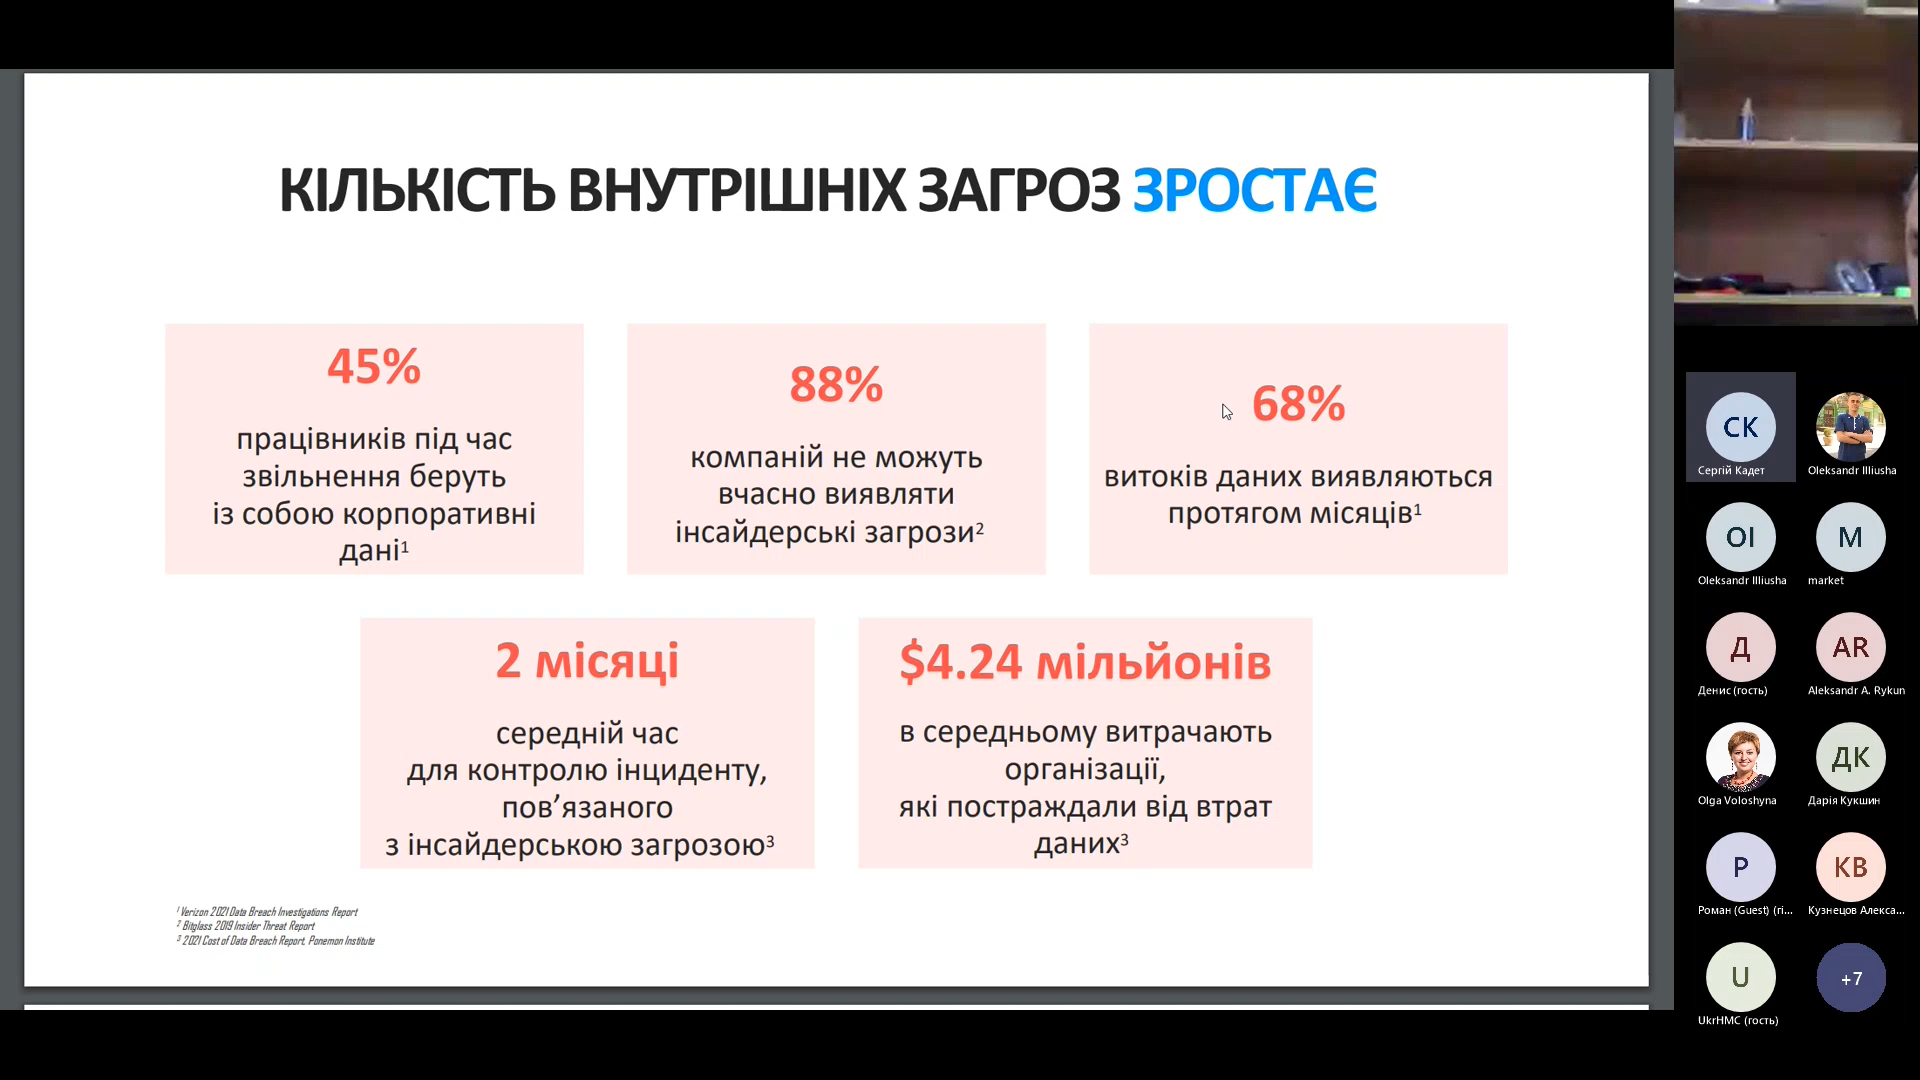 КІЛЬКІСТЬ ВНУТРІШНІХ ЗАГРОЗ ЗРОСТАЄ
45%
працівників під час
звільнення беруть
із собою корпоративні
дані¹
88%
компаній не можуть
вчасно виявляти
інсайдерські загрози²
68%
витоків даних виявляються
протягом місяців¹
2 місяці
середній час
для контролю інциденту,
пов’язаного
з інсайдерською загрозою³
$4.24 мільйонів
в середньому витрачають
організації,
які постраждали від втрат
даних³
¹ Verizon 2021 Data Breach Investigations Report
² Bitglass 2019 Insider Threat Report
³ 2021 Cost of Data Breach Report, Ponemon Institute
СК
Сергій Кадет
Oleksandr Illiusha
OI
Oleksandr Illiusha
M
market
Д
Денис (гость)
AR
Aleksandr A. Rykun
Olga Voloshyna
ДК
Дарія Кукшин
Р
Роман (Guest) (гі...
КВ
Кузнецов Алекса...
U
UkrHMC (гость)
+7